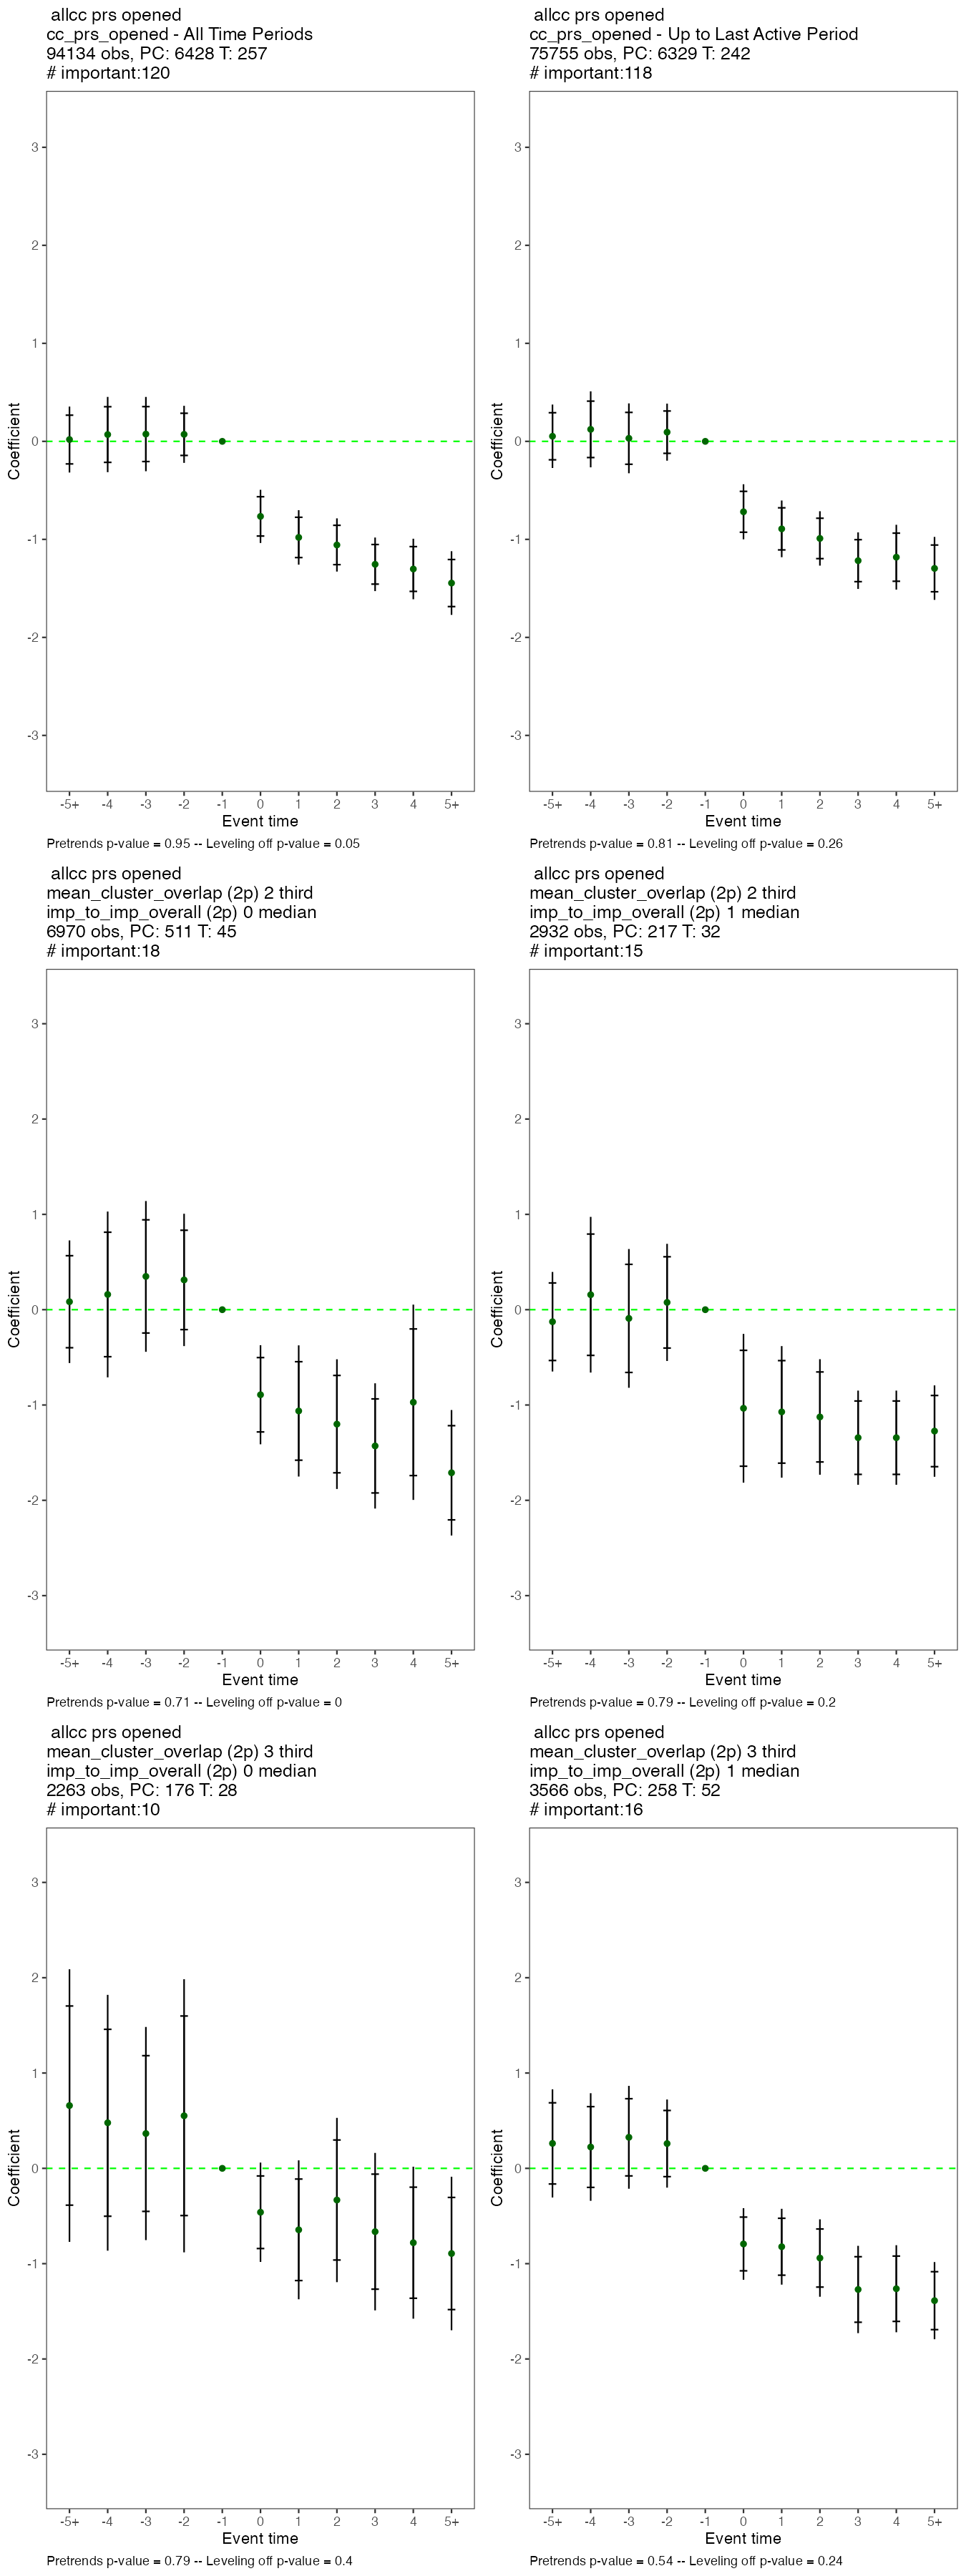 allcc prs opened
cc_prs_opened - All Time Periods
94134 obs, PC: 6428 T: 257
# important:120
3
2
1
0
-1
-2
-3
Coefficient
-5+ -4 -3 -2 -1 0 1 2 3 4 5+
Event time
Pretrends p-value = 0.95 -- Leveling off p-value = 0.05
allcc prs opened
cc_prs_opened - Up to Last Active Period
75755 obs, PC: 6329 T: 242
# important:118
3
2
1
0
-1
-2
-3
Coefficient
-5+ -4 -3 -2 -1 0 1 2 3 4 5+
Event time
Pretrends p-value = 0.81 -- Leveling off p-value = 0.26
allcc prs opened
mean_cluster_overlap (2p) 2 third
imp_to_imp_overall (2p) 0 median
6970 obs, PC: 511 T: 45
# important:18
3
2
1
0
-1
-2
-3
Coefficient
-5+ -4 -3 -2 -1 0 1 2 3 4 5+
Event time
Pretrends p-value = 0.71 -- Leveling off p-value = 0
allcc prs opened
mean_cluster_overlap (2p) 2 third
imp_to_imp_overall (2p) 1 median
2932 obs, PC: 217 T: 32
# important:15
3
2
1
0
-1
-2
-3
Coefficient
-5+ -4 -3 -2 -1 0 1 2 3 4 5+
Event time
Pretrends p-value = 0.79 -- Leveling off p-value = 0.2
allcc prs opened
mean_cluster_overlap (2p) 3 third
imp_to_imp_overall (2p) 0 median
2263 obs, PC: 176 T: 28
# important:10
3
2
1
0
-1
-2
-3
Coefficient
-5+ -4 -3 -2 -1 0 1 2 3 4 5+
Event time
Pretrends p-value = 0.79 -- Leveling off p-value = 0.4
allcc prs opened
mean_cluster_overlap (2p) 3 third
imp_to_imp_overall (2p) 1 median
3566 obs, PC: 258 T: 52
# important:16
3
2
1
0
-1
-2
-3
Coefficient
-5+ -4 -3 -2 -1 0 1 2 3 4 5+
Event time
Pretrends p-value = 0.54 -- Leveling off p-value = 0.24